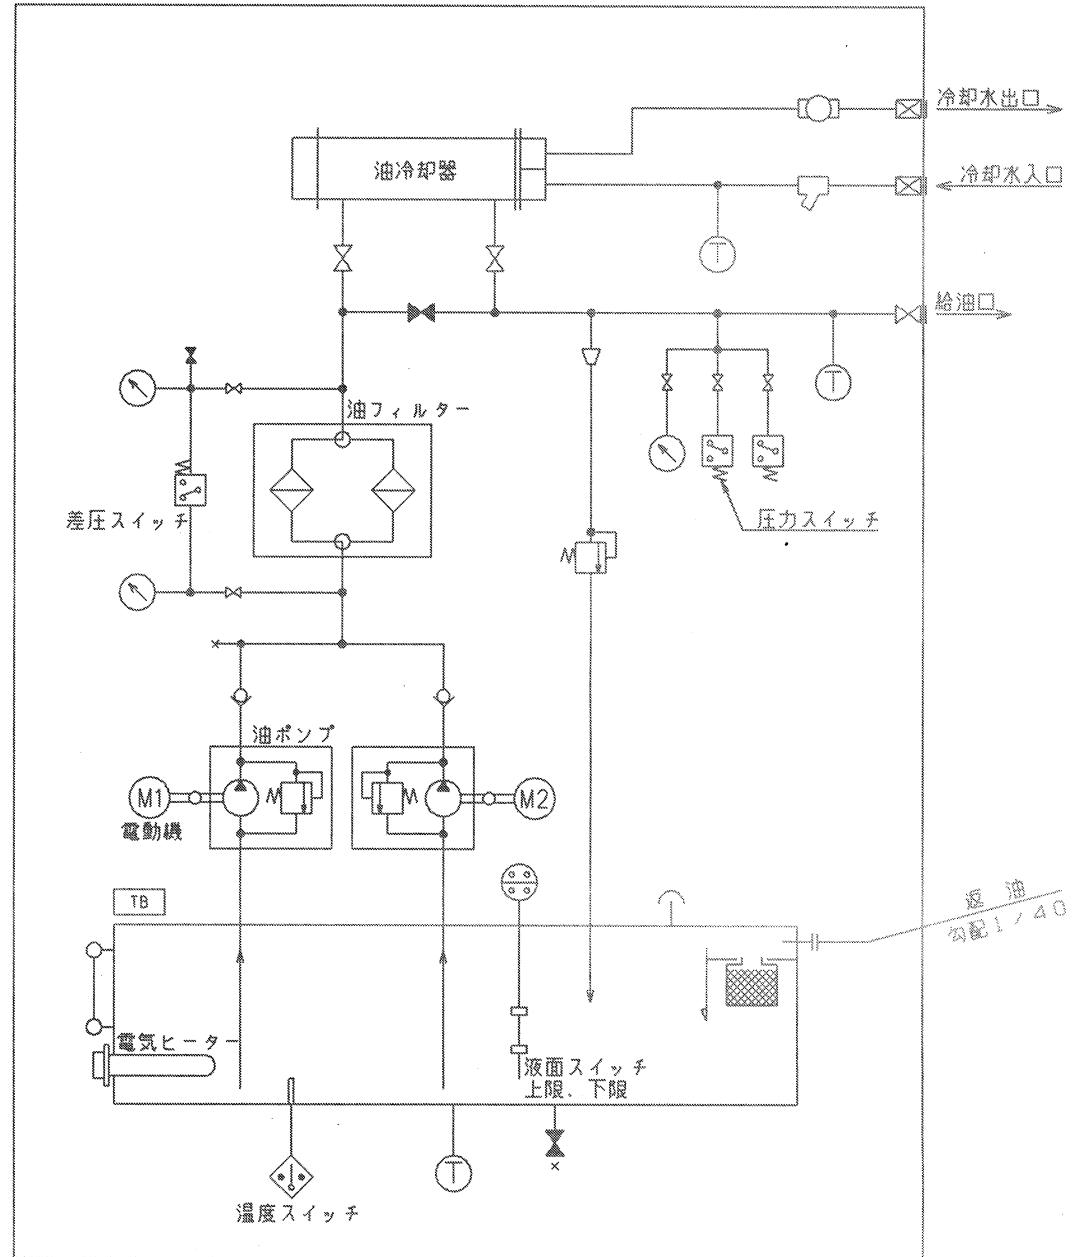 冷却水出口
油冷却器
冷却水入口
T
給油口
T
油フィルター
差圧スイッチ
圧力スイッチ
油ポンプ
M1
M2
電動機
TB
返油
勾配1/40
電気ヒーター
液面スイッチ
上限、下限
T
温度スイッチ